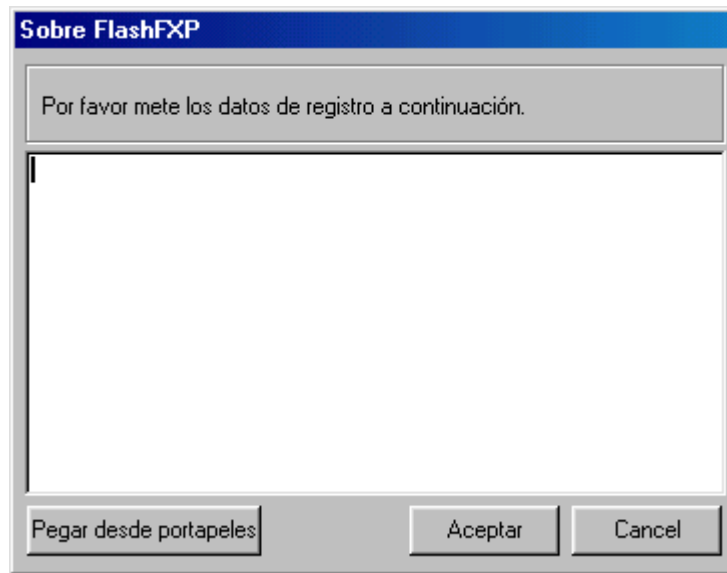 Sobre FlashFXP
Por favor mete los datos de registro a continuación.
Pegar desde portapeles
Aceptar
Cancel